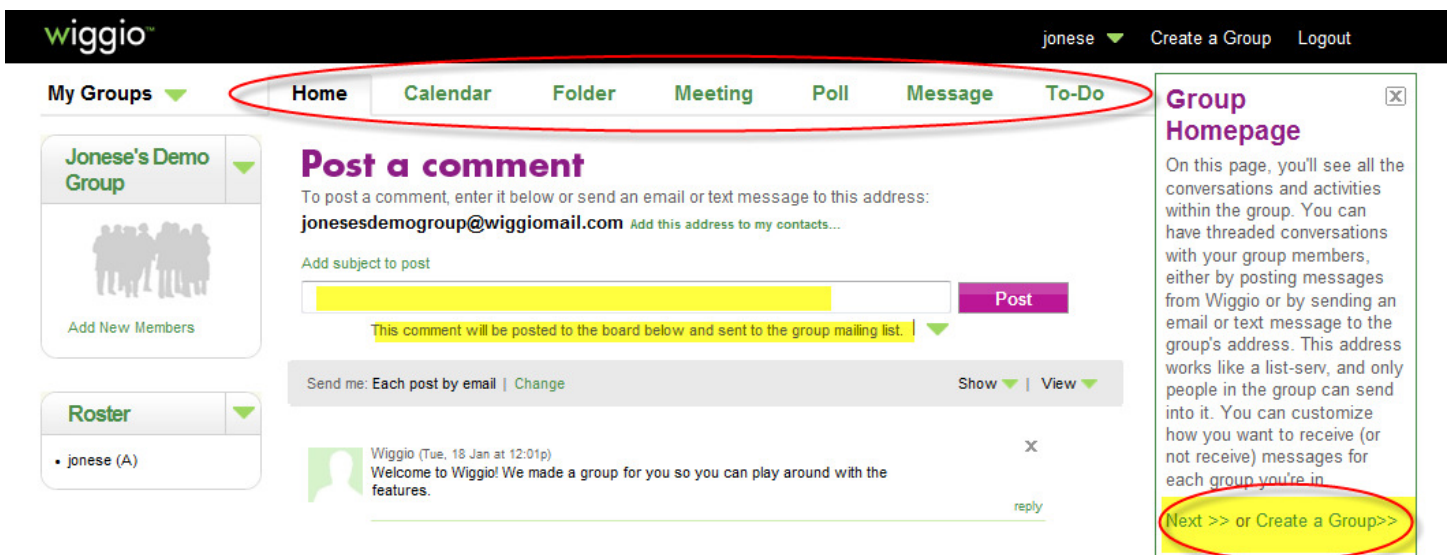 wiggio™
jonese Create a Group Logout
My Groups
Home Calendar Folder Meeting Poll Message To-Do
Jonese's Demo
Group
Add New Members
Roster
• jonese (A)
Post a comment
To post a comment, enter it below or send an email or text message to this address:
jonesesdemogroup@wiggiomail.com Add this address to my contacts...
Add subject to post
Post
This comment will be posted to the board below and sent to the group mailing list.
Send me: Each post by email | Change Show | View
Wiggio (Tue, 18 Jan at 12:01p) X
Welcome to Wiggio! We made a group for you so you can play around with the
features.
reply
Group X
Homepage
On this page, you'll see all the
conversations and activities
within the group. You can
have threaded conversations
with your group members,
either by posting messages
from Wiggio or by sending an
email or text message to the
group's address. This address
works like a list-serv, and only
people in the group can send
into it. You can customize
how you want to receive (or
not receive) messages for
each group you're in.
Next >> or Create a Group>>